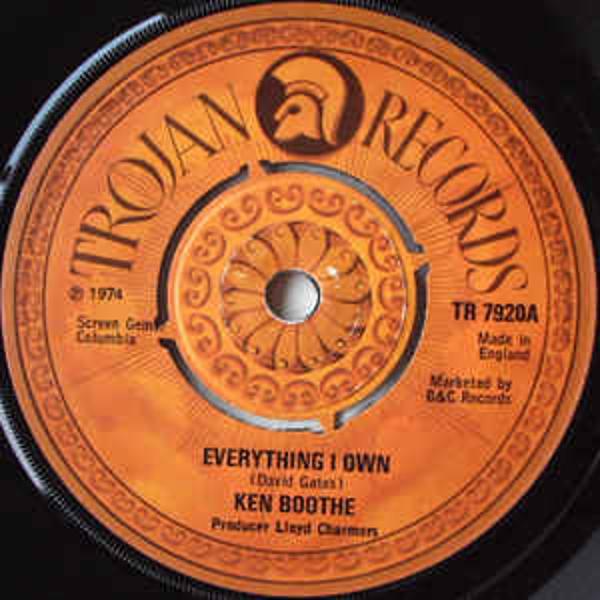 TROJAN RECORDS
℗ 1974
Screen Gems
Columbia
TR 7920A
Made in
England
Marketed by
B&C Records
EVERYTHING I OWN
(David Gates)
KEN BOOTHE
Producer Lloyd Charmers